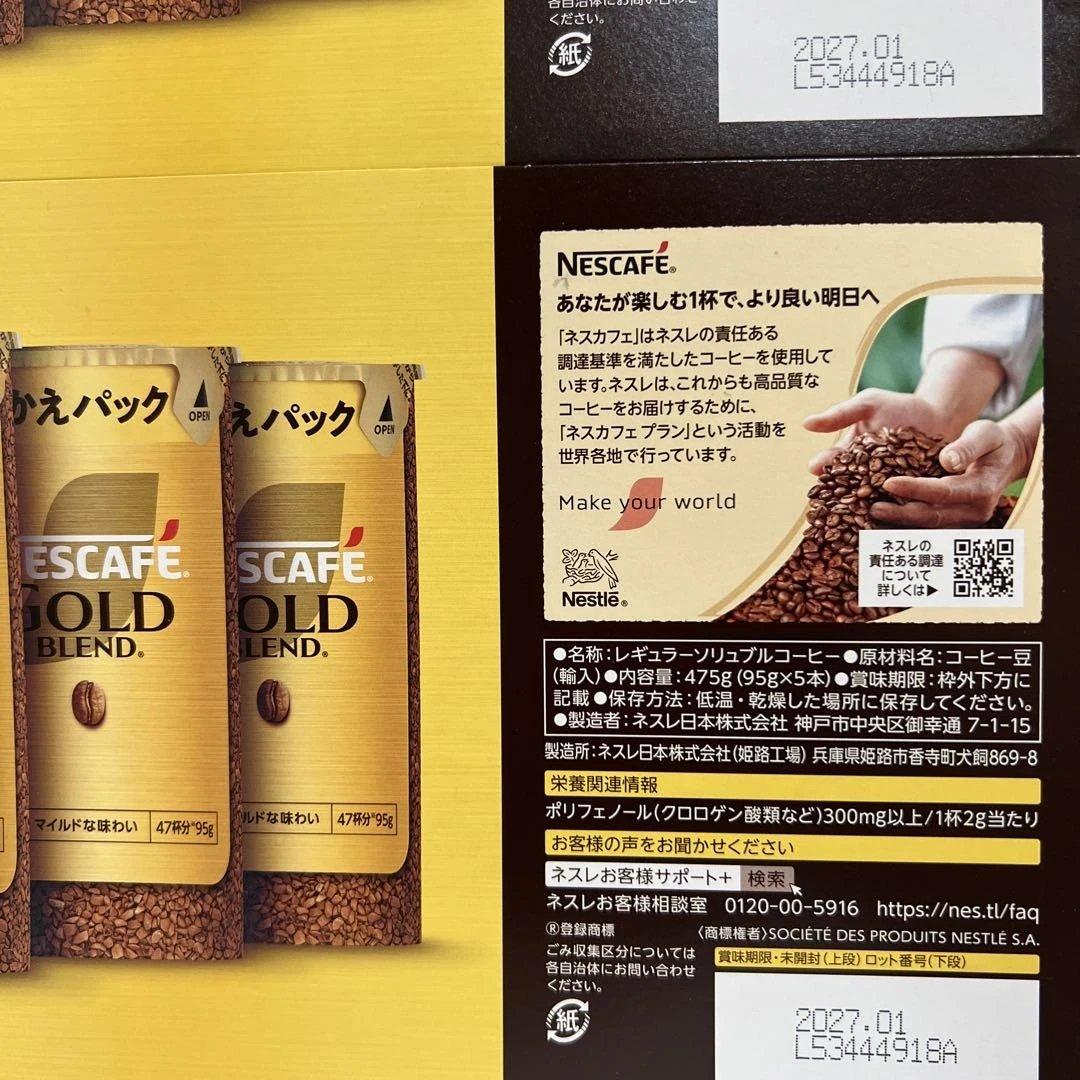 各自治体にお問い合わせ
ください。
紙
2027.01
L53444918A
かえパック
OPEN
えパック
OPEN
NESCAFÉ®
あなたが楽しむ1杯で、より良い明日へ
「ネスカフェ」はネスレの責任ある
調達基準を満たしたコーヒーを使用して
います。ネスレは、これからも高品質な
コーヒーをお届けするために、
「ネスカフェ プラン」という活動を
世界各地で行っています。
Make your world
Nestlé®
ネスレの
責任ある調達
について
詳しくは▶
ESCAFÉ®
GOLD
BLEND®
マイルドな味わい
47杯分※95g
SCAFÉ®
OLD
BLEND®
ルドな味わい
47杯分※95g
●名称:レギュラーソリュブルコーヒー●原材料名:コーヒー豆
(輸入)●内容量:475g(95g×5本)●賞味期限:枠外下方に
記載●保存方法:低温・乾燥した場所に保存してください。
●製造者:ネスレ日本株式会社 神戸市中央区御幸通 7-1-15
製造所:ネスレ日本株式会社(姫路工場) 兵庫県姫路市香寺町犬飼869-8
栄養関連情報
ポリフェノール(クロロゲン酸類など)300mg以上/1杯2g当たり
お客様の声をお聞かせください
ネスレお客様サポート+ 検索
ネスレお客様相談室 0120-00-5916 https://nes.tl/faq
®登録商標 〈商標権者〉SOCIÉTÉ DES PRODUITS NESTLÉ S.A.
ごみ収集区分については
各自治体にお問い合わせ
ください。
賞味期限・未開封(上段)ロット番号(下段)
紙
2027.01
L53444918A